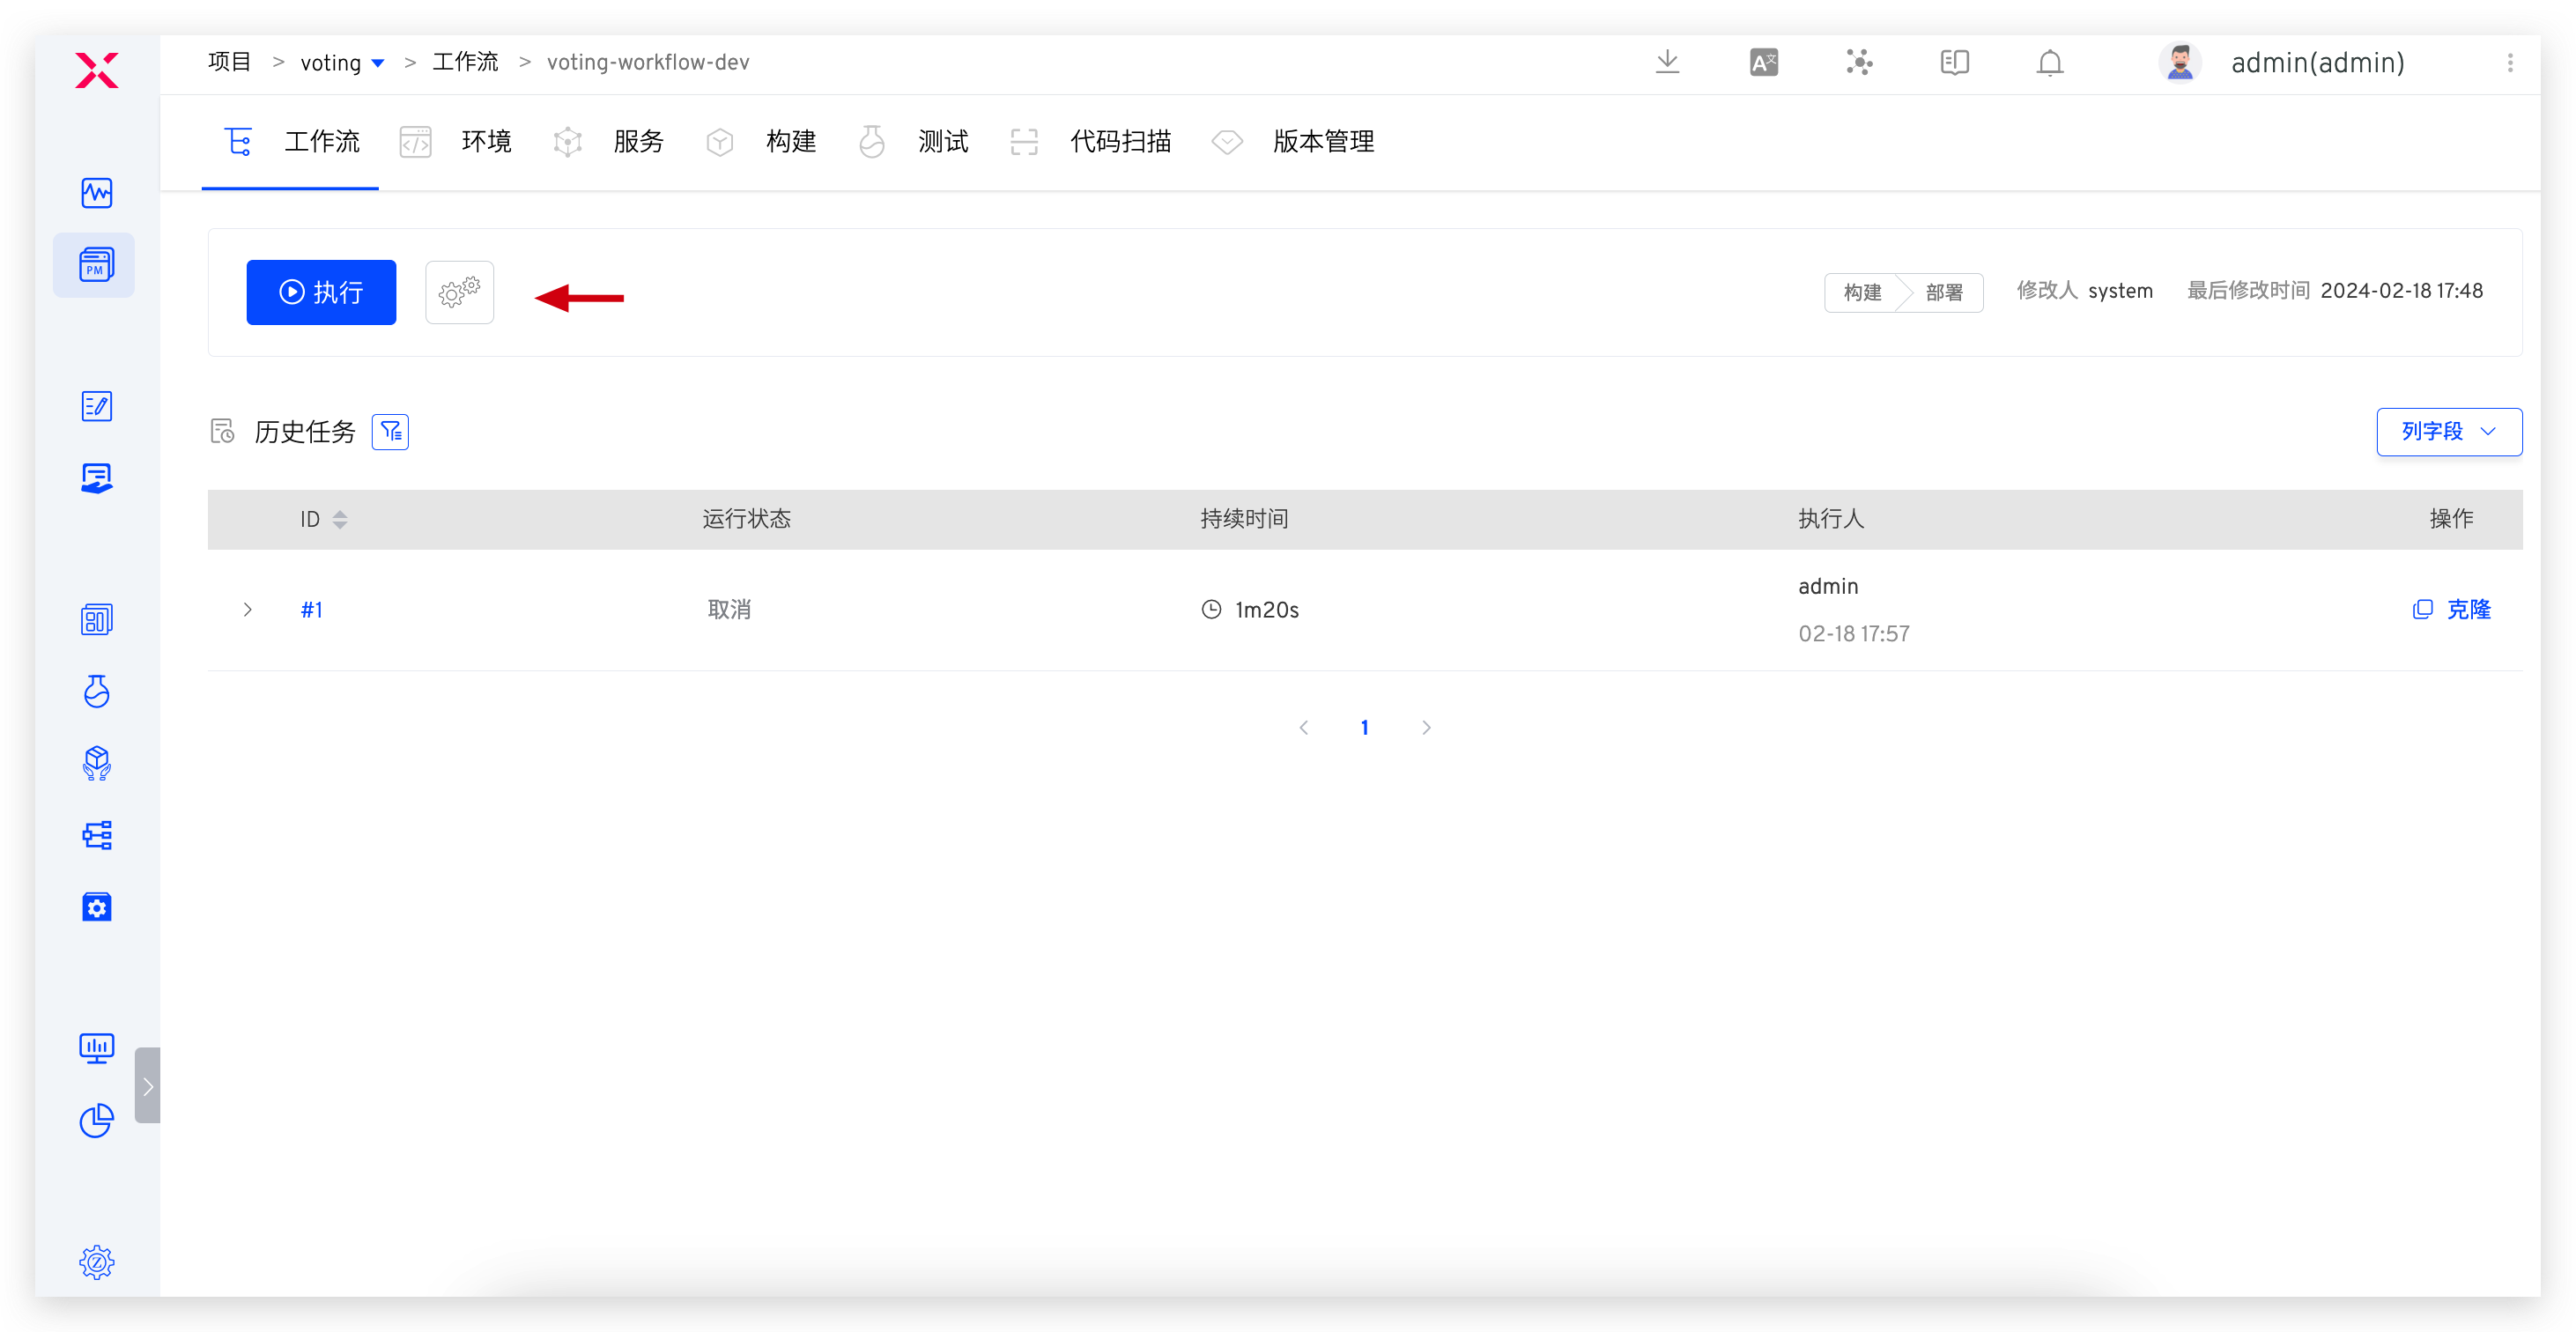 项目 > voting > 工作流 > voting-workflow-dev
A文
admin(admin)
工作流 环境 服务 构建 测试 代码扫描 版本管理
PM
执行
构建 部署 修改人 system 最后修改时间 2024-02-18 17:48
历史任务
列字段
ID 运行状态 持续时间 执行人 操作
#1 取消 1m20s admin 克隆
02-18 17:57
1
Z